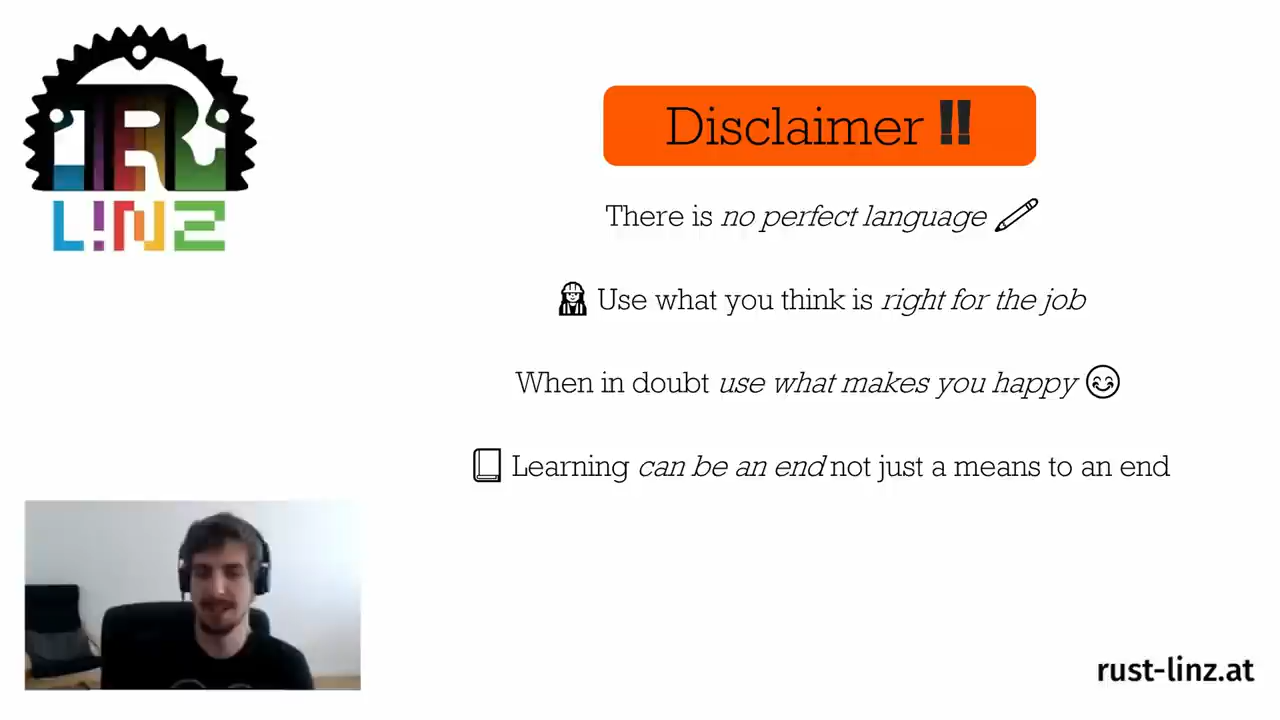 R
L!NZ
Disclaimer ‼
There is no perfect language
Use what you think is right for the job
When in doubt use what makes you happy
Learning can be an end not just a means to an end
rust-linz.at